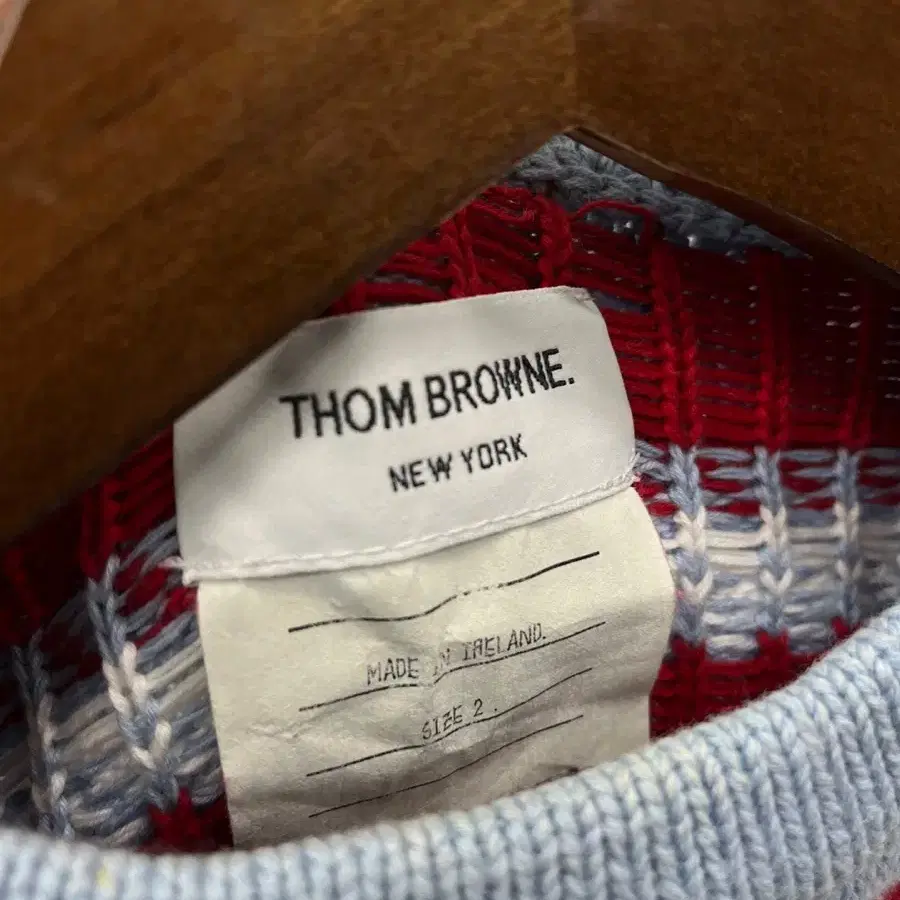 THOM BROWNE.
NEW YORK
MADE IN IRELAND.
SIZE 2.